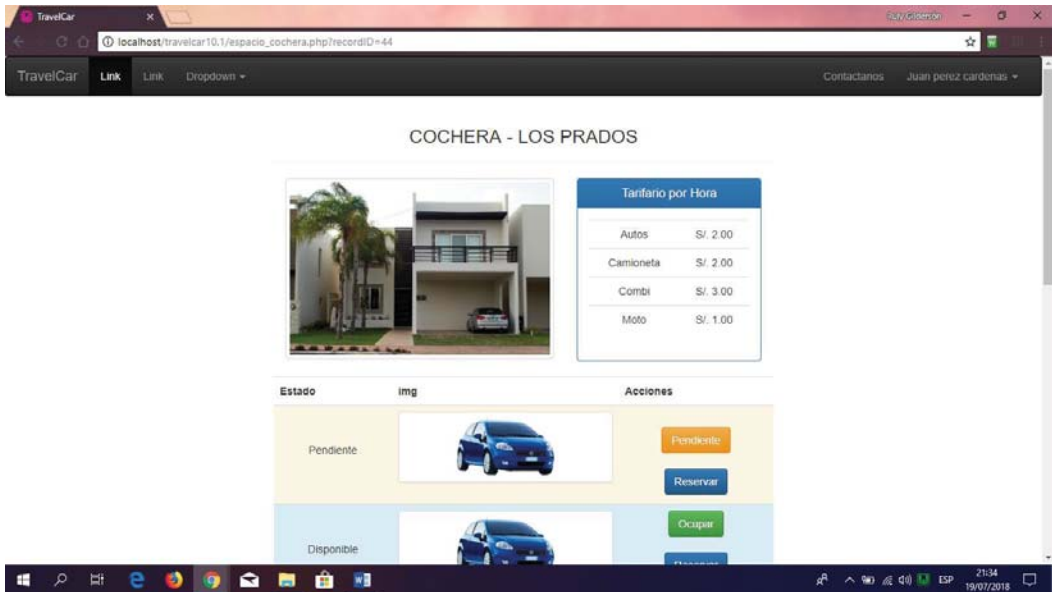 TravelCar
localhost/travelcar10.1/espacio_cochera.php?recordID=44
TravelCar Link Link Dropdown Contactanos Juan perez cardenas
COCHERA - LOS PRADOS
Tarifario por Hora
Autos S/. 2.00
Camioneta S/. 2.00
Combi S/. 3.00
Moto S/. 1.00
Estado img Acciones
Pendiente Pendiente
Reservar
Disponible Ocupar
Reservar
ESP 21:34
19/07/2018